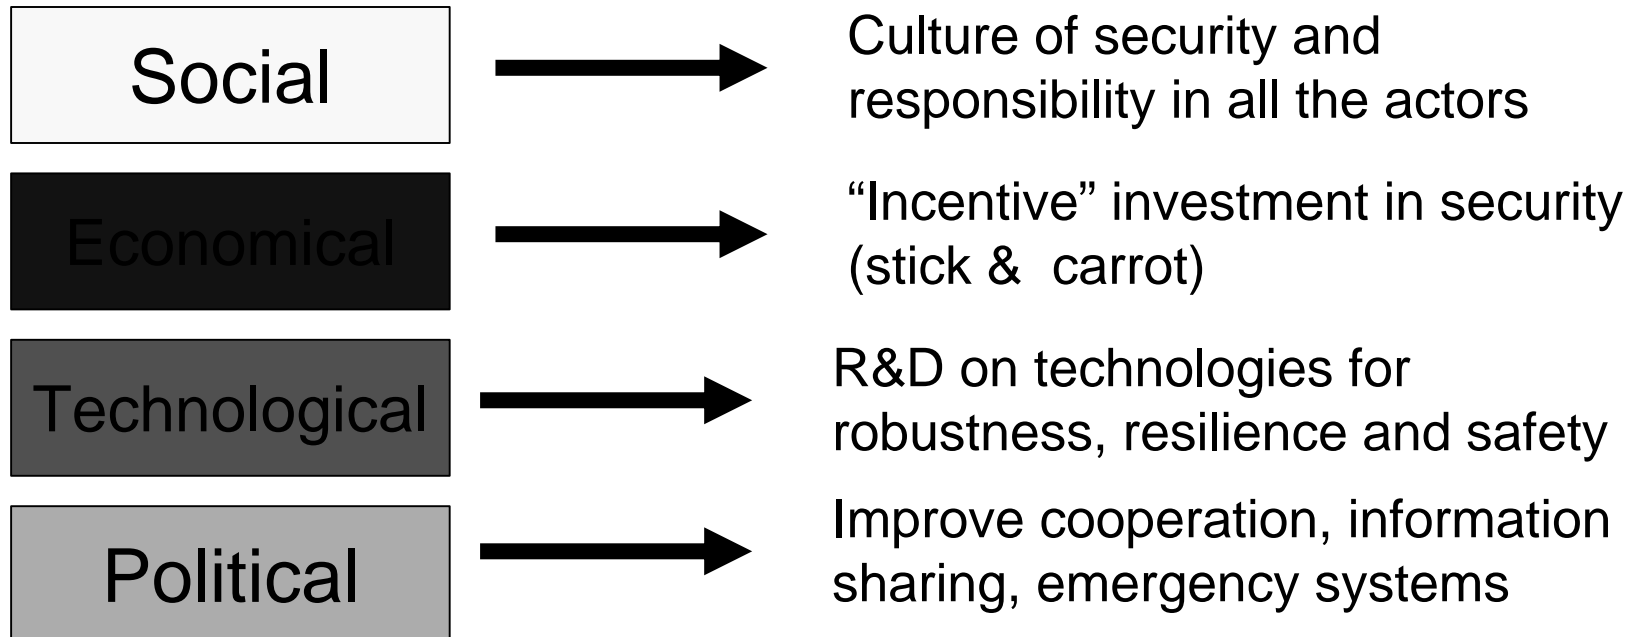 Social
Culture of security and
responsibility in all the actors
Economical
“Incentive” investment in security
(stick &  carrot)
Technological
R&D on technologies for
robustness, resilience and safety
Political
Improve cooperation, information
sharing, emergency systems